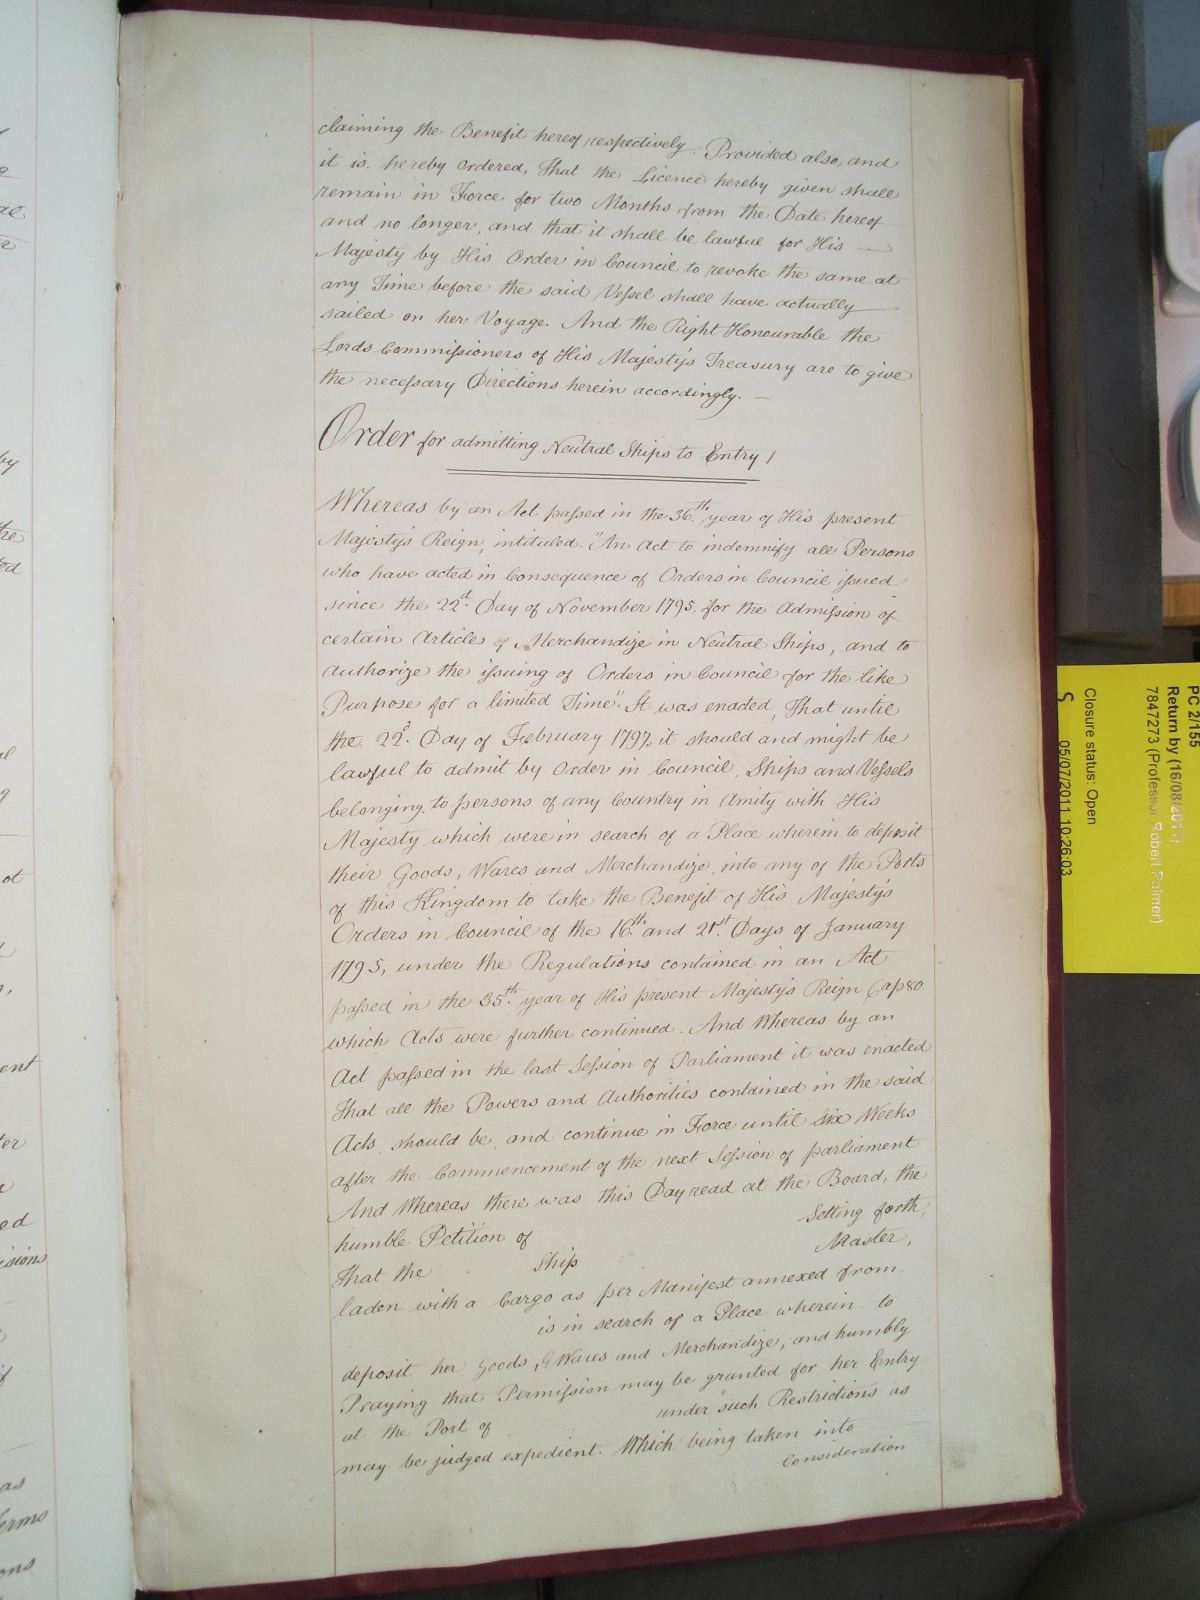 claiming the Benefit hereof respectively. Provided also, and
it is hereby ordered, That the Licence hereby given shall
remain in Force for two Months from the Date hereof
and no longer, and that it shall be lawful for His —
Majesty by His Order in Council to revoke the same at
any Time before the said Vessel shall have actually
sailed on her Voyage. And the Right Honourable the
Lords Commissioners of His Majesty's Treasury are to give
the necessary Directions herein accordingly. —
Order for admitting Neutral Ships to Entry
Whereas by an Act passed in the 36th. year of His present
Majesty's Reign, intituled. "An Act to indemnify all Persons
who have acted in Consequence of Orders in Council issued
since the 22d. Day of November 1795, for the Admission of
certain Articles of Merchandize in Neutral Ships, and to
authorize the issuing of Orders in Council for the like
Purpose for a limited Time". It was enacted, That until
the 22d. Day of February 1797, it should and might be
lawful to admit by Order in Council, Ships and Vessels
belonging to persons of any Country in Amity with His
Majesty which were in search of a Place wherein to deposit
their Goods, Wares and Merchandize, into any of the Ports
of this Kingdom to take the Benefit of His Majesty's
Orders in Council of the 16th. and 21st. Days of January
1795, under the Regulations contained in an Act
passed in the 35th. year of His present Majesty's Reign Cap 80
which Acts were further continued. And Whereas by an
Act passed in the last Session of Parliament it was enacted
That all the Powers and Authorities contained in the said
Acts, should be, and continue in Force until six Weeks
after the Commencement of the next Session of parliament
And Whereas there was this Day read at the Board, the
humble Petition of Setting forth,
That the Ship Master,
laden with a Cargo as per Manifest annexed from
is in search of a Place wherein to
deposit her Goods, Wares and Merchandize, and humbly
Praying that Permission may be granted for her Entry
at the Port of under such Restrictions as
may be judged expedient. Which being taken into
Consideration
PC 2/155
Return by (16/08/2011)
7847273 (Professor Robert Palmer)
Closure status: Open
S 05/07/2011 10:26:03